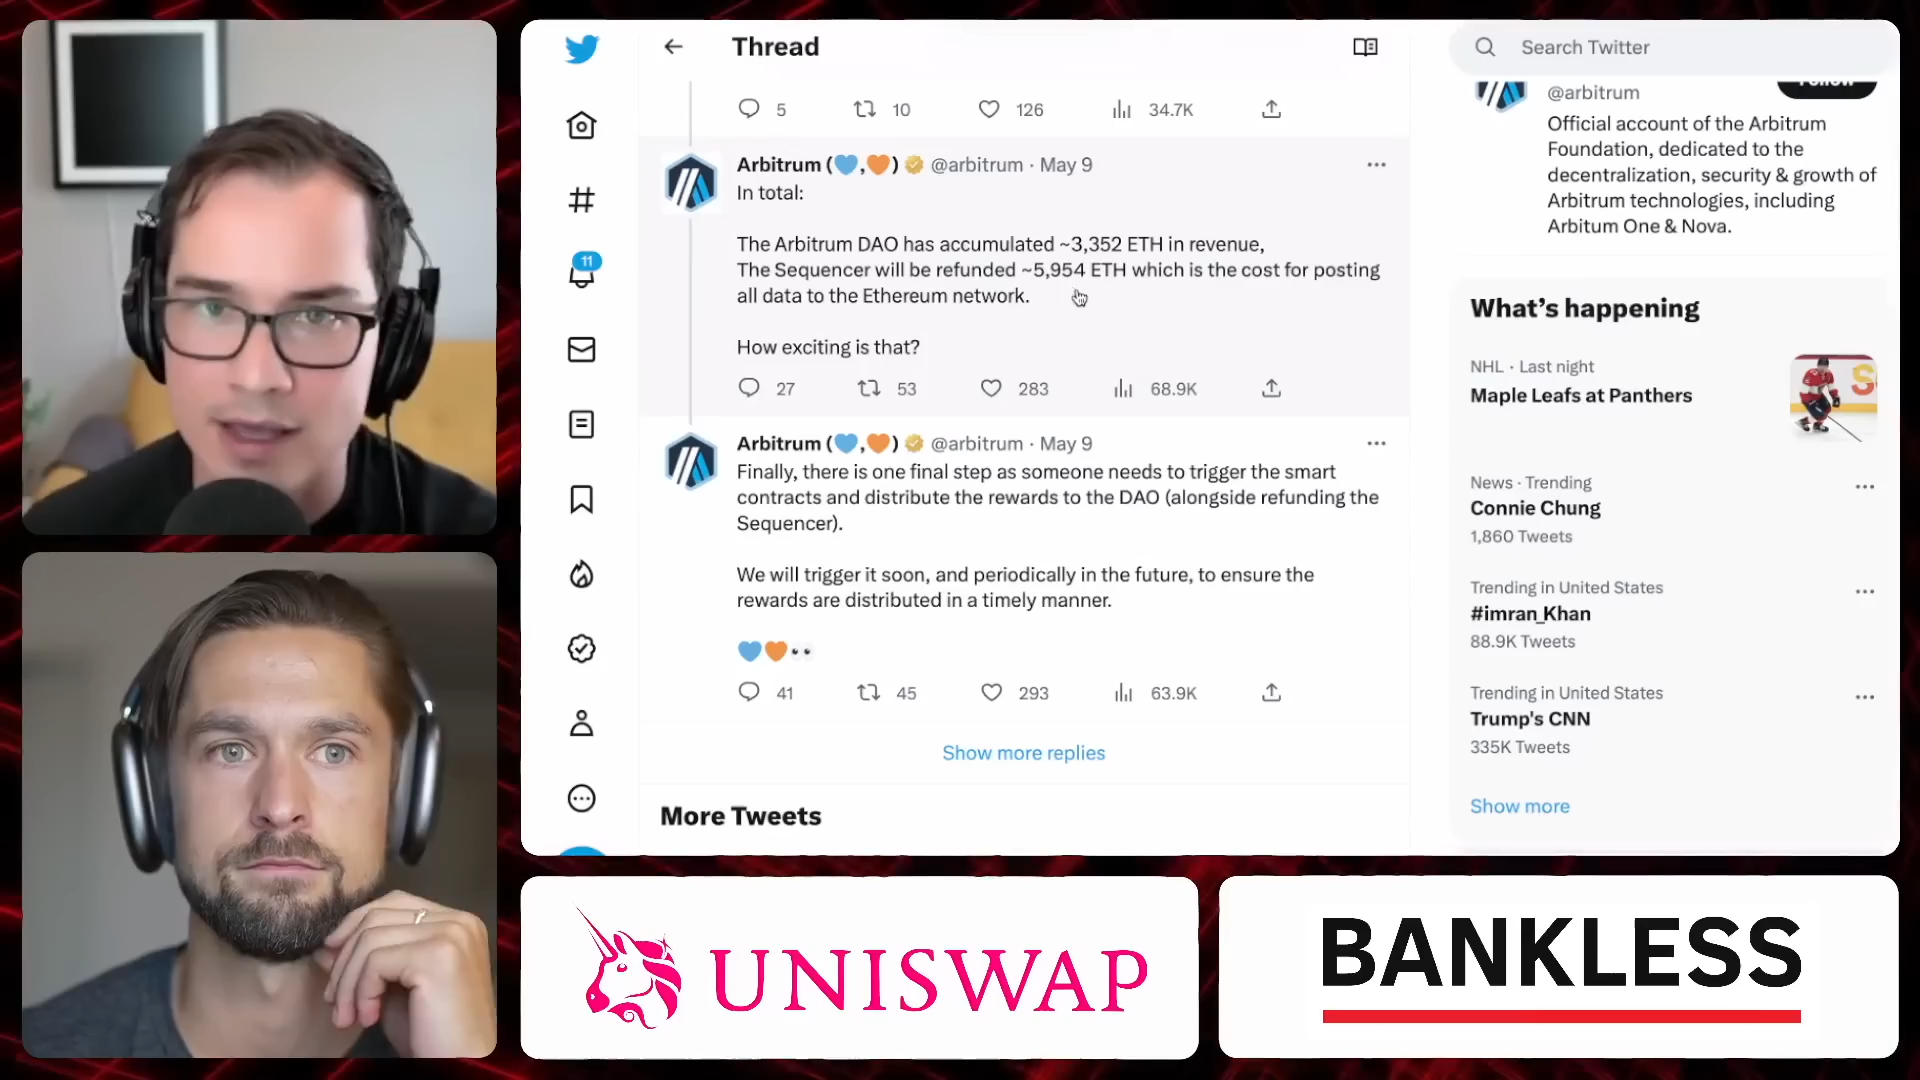 Thread
Search Twitter
5 10 126 34.7K
@arbitrum
Official account of the Arbitrum
Foundation, dedicated to the
decentralization, security & growth of
Arbitrum technologies, including
Arbitum One & Nova.
Arbitrum (💙,🧡) @arbitrum · May 9
In total:
The Arbitrum DAO has accumulated ~3,352 ETH in revenue,
The Sequencer will be refunded ~5,954 ETH which is the cost for posting
all data to the Ethereum network.
How exciting is that?
27 53 283 68.9K
11
Arbitrum (💙,🧡) @arbitrum · May 9
Finally, there is one final step as someone needs to trigger the smart
contracts and distribute the rewards to the DAO (alongside refunding the
Sequencer).
We will trigger it soon, and periodically in the future, to ensure the
rewards are distributed in a timely manner.
💙🧡👀
41 45 293 63.9K
Show more replies
More Tweets
What's happening
NHL · Last night
Maple Leafs at Panthers
News · Trending
Connie Chung
1,860 Tweets
Trending in United States
#imran_Khan
88.9K Tweets
Trending in United States
Trump's CNN
335K Tweets
Show more
UNISWAP
BANKLESS